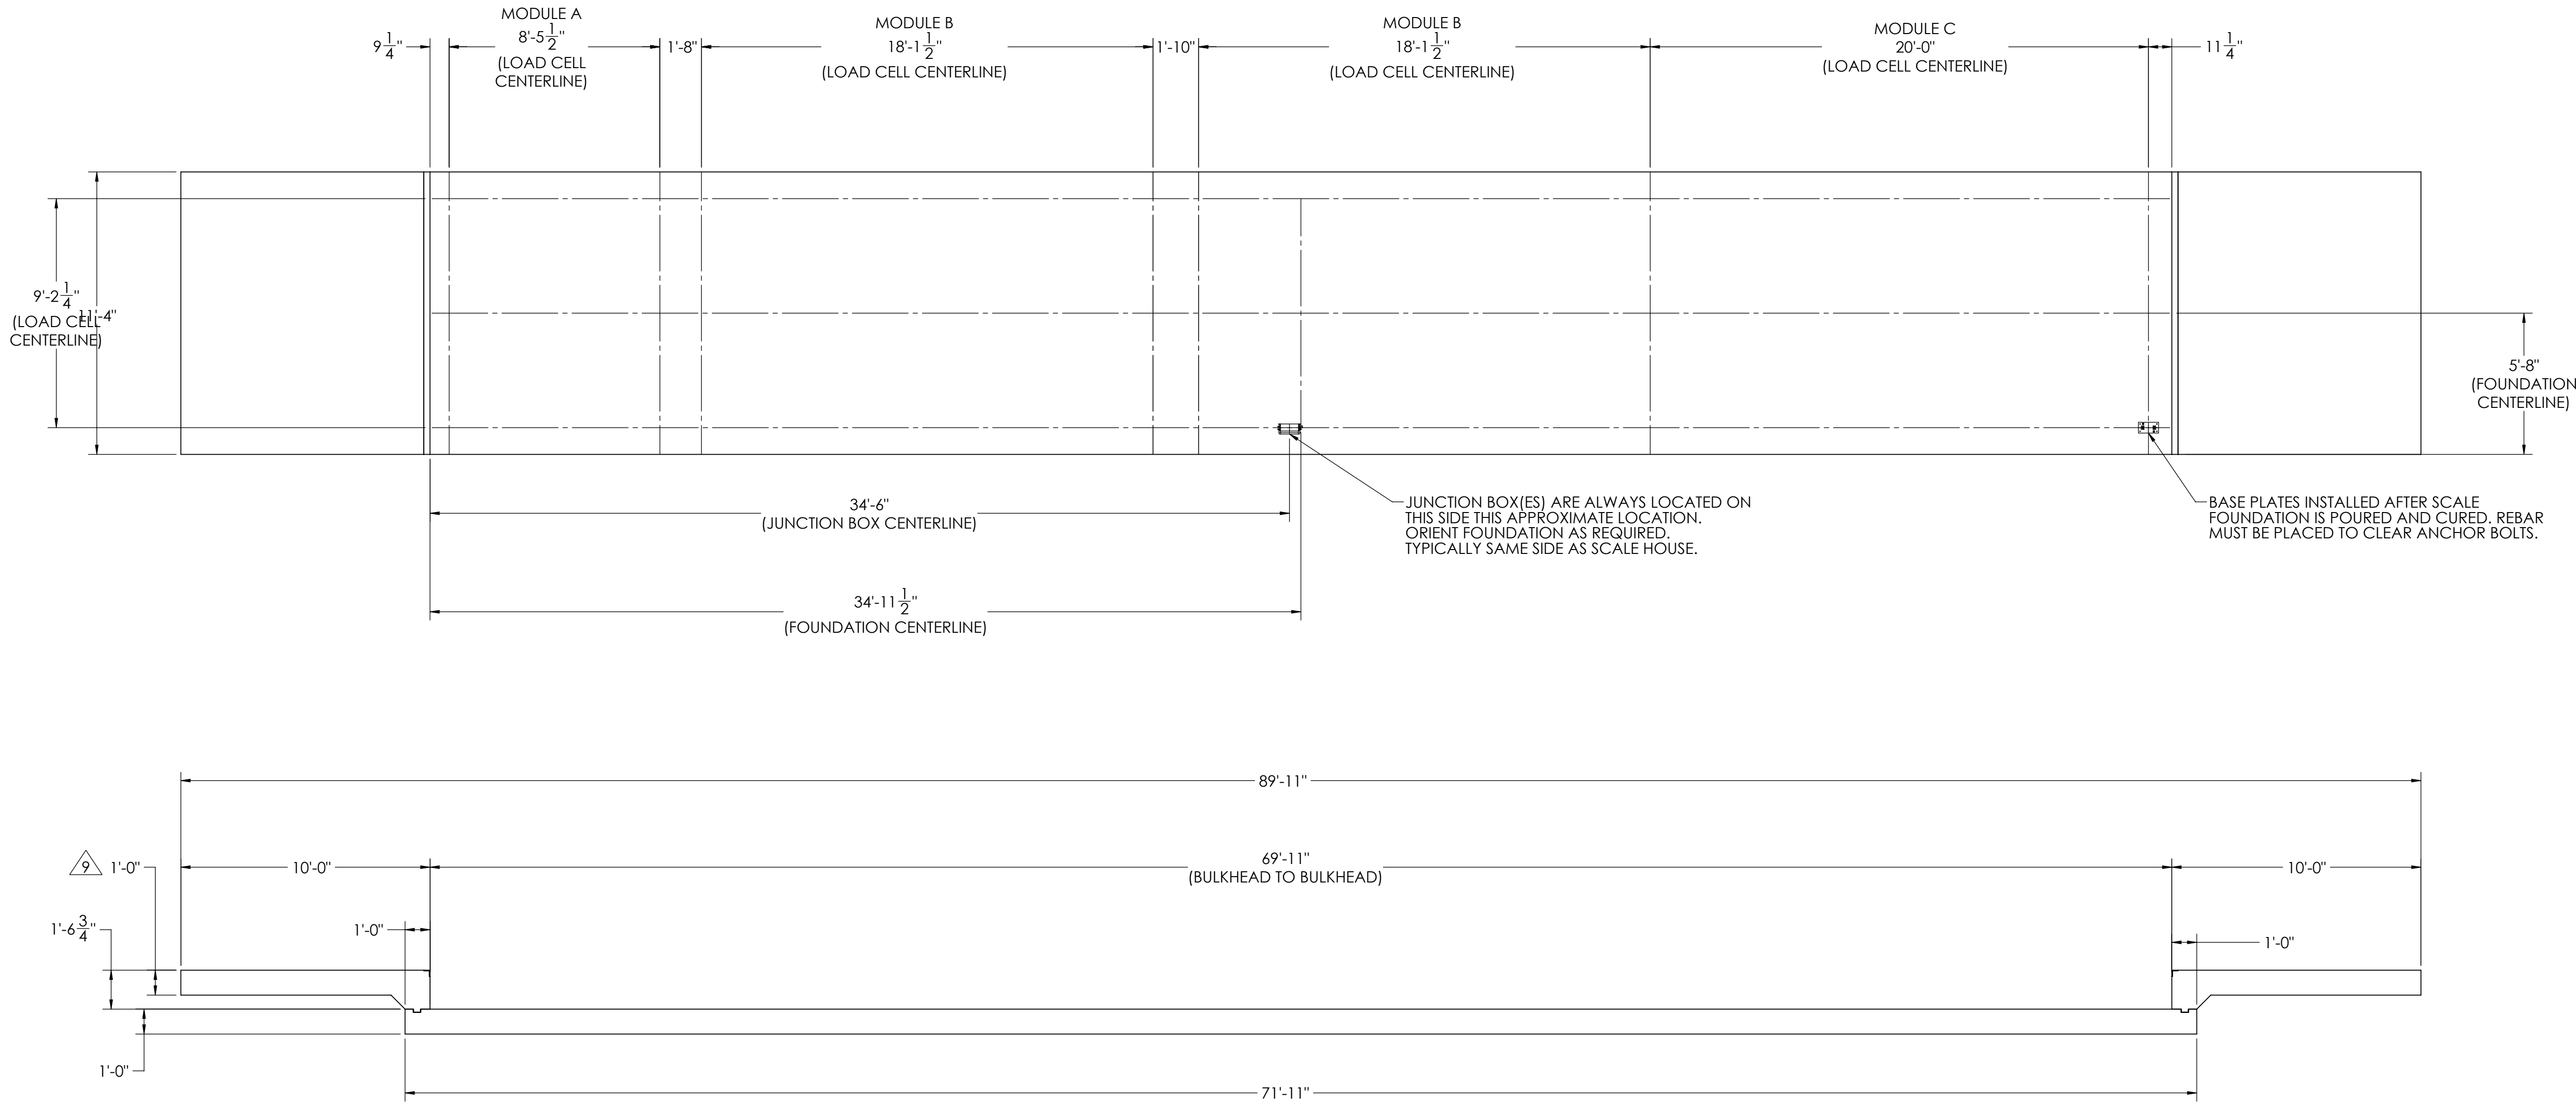 MODULE A
8'-5 1/2"
(LOAD CELL
CENTERLINE)
9 1/4"
1'-8"
MODULE B
18'-1 1/2"
(LOAD CELL CENTERLINE)
1'-10"
MODULE B
18'-1 1/2"
(LOAD CELL CENTERLINE)
MODULE C
20'-0"
(LOAD CELL CENTERLINE)
11 1/4"
9'-2 1/4"
(LOAD CELL
CENTERLINE)
11'-4"
5'-8"
(FOUNDATION
CENTERLINE)
34'-6"
(JUNCTION BOX CENTERLINE)
JUNCTION BOX(ES) ARE ALWAYS LOCATED ON
THIS SIDE THIS APPROXIMATE LOCATION.
ORIENT FOUNDATION AS REQUIRED.
TYPICALLY SAME SIDE AS SCALE HOUSE.
BASE PLATES INSTALLED AFTER SCALE
FOUNDATION IS POURED AND CURED. REBAR
MUST BE PLACED TO CLEAR ANCHOR BOLTS.
34'-11 1/2"
(FOUNDATION CENTERLINE)
89'-11"
9
1'-0"
10'-0"
69'-11"
(BULKHEAD TO BULKHEAD)
10'-0"
1'-6 3/4"
1'-0"
1'-0"
1'-0"
71'-11"